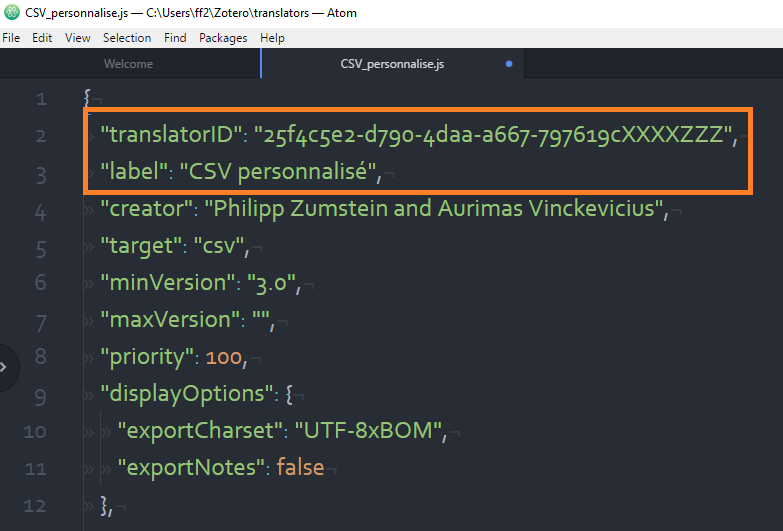 CSV_personnalise.js — C:\Users\ff2\Zotero\translators — Atom
File Edit View Selection Find Packages Help
Welcome CSV_personnalise.js
1 {
2 "translatorID": "25f4c5e2-d790-4daa-a667-797619cXXXXZZZ",
3 "label": "CSV personnalisé",
4 "creator": "Philipp Zumstein and Aurimas Vinckevicius",
5 "target": "csv",
6 "minVersion": "3.0",
7 "maxVersion": "",
8 "priority": 100,
9 "displayOptions": {
10 "exportCharset": "UTF-8xBOM",
11 "exportNotes": false
12 },